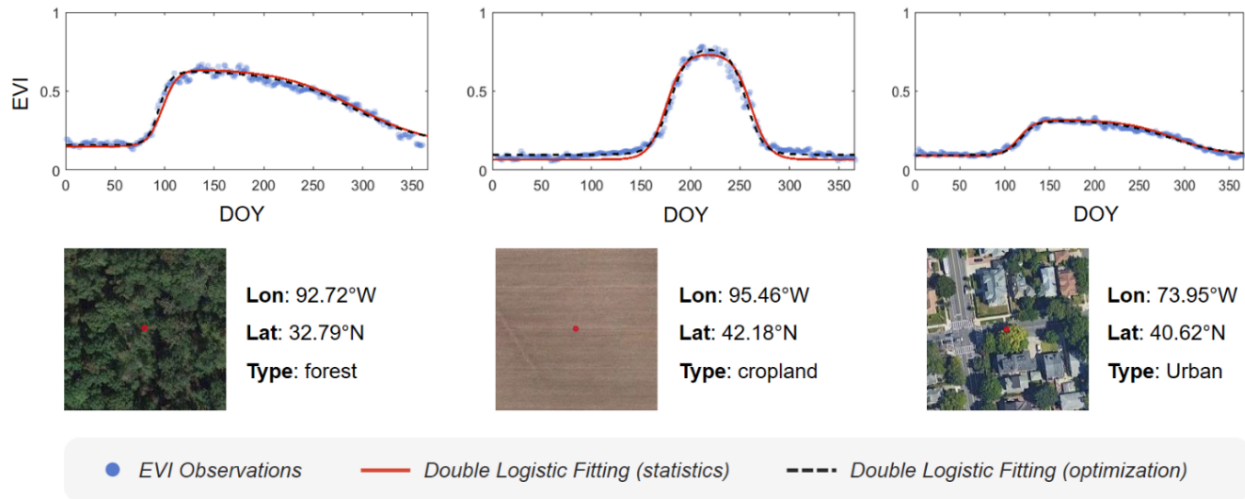 EVI
1
0.5
0
0 50 100 150 200 250 300 350
DOY
1
0.5
0
0 50 100 150 200 250 300 350
DOY
1
0.5
0
0 50 100 150 200 250 300 350
DOY
Lon: 92.72°W
Lat: 32.79°N
Type: forest
Lon: 95.46°W
Lat: 42.18°N
Type: cropland
Lon: 73.95°W
Lat: 40.62°N
Type: Urban
EVI Observations
Double Logistic Fitting (statistics)
Double Logistic Fitting (optimization)